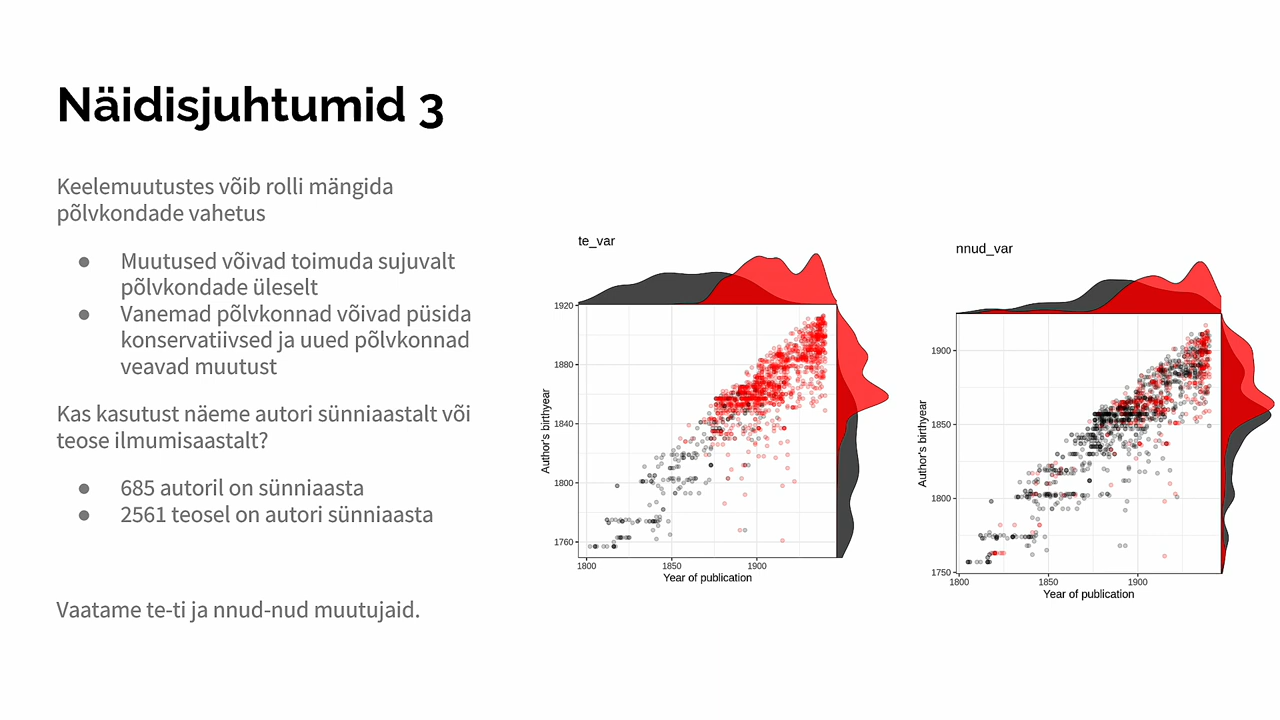 Näidisjuhtumid 3
Keelemuutustes võib rolli mängida
põlvkondade vahetus
● Muutused võivad toimuda sujuvalt
põlvkondade üleselt
● Vanemad põlvkonnad võivad püsida
konservatiivsed ja uued põlvkonnad
veavad muutust
Kas kasutust näeme autori sünniaastalt või
teose ilmumisaastalt?
● 685 autoril on sünniaasta
● 2561 teosel on autori sünniaasta
Vaatame te-ti ja nnud-nud muutujaid.
te_var
1920
1880
1840
1800
1760
Author's birthyear
1800 1850 1900
Year of publication
nnud_var
1900
1850
1800
1750
Author's birthyear
1800 1850 1900
Year of publication